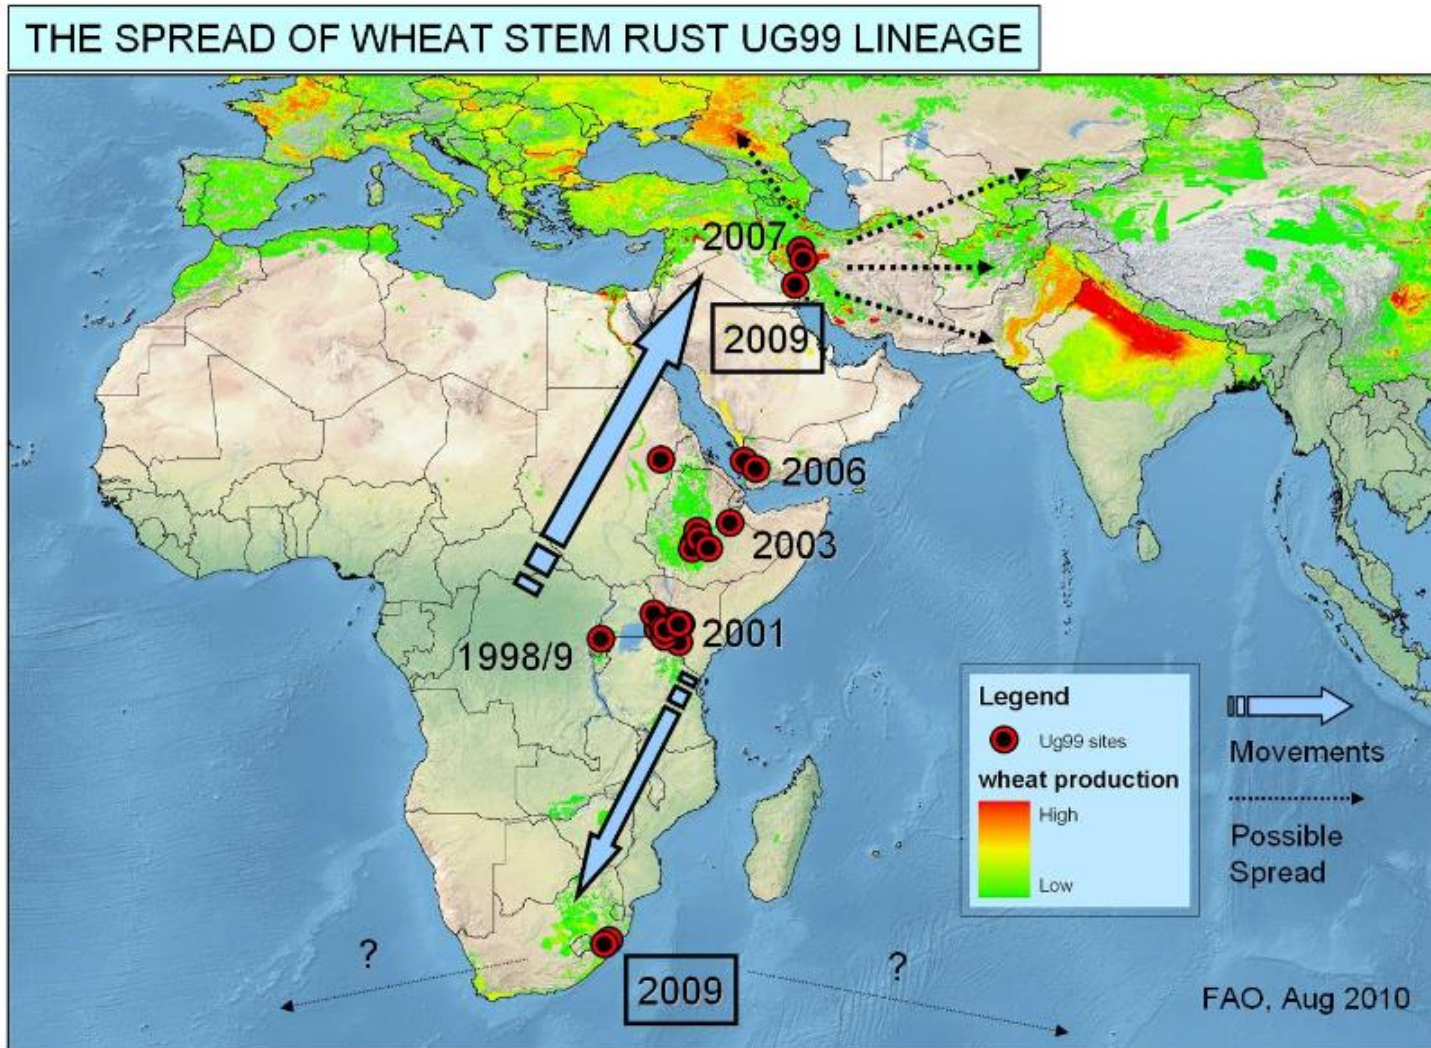 THE SPREAD OF WHEAT STEM RUST UG99 LINEAGE
2007
2009
2006
2003
2001
1998/9
Legend
Ug99 sites
wheat production
High
Low
Movements
Possible
Spread
?
?
2009
FAO, Aug 2010